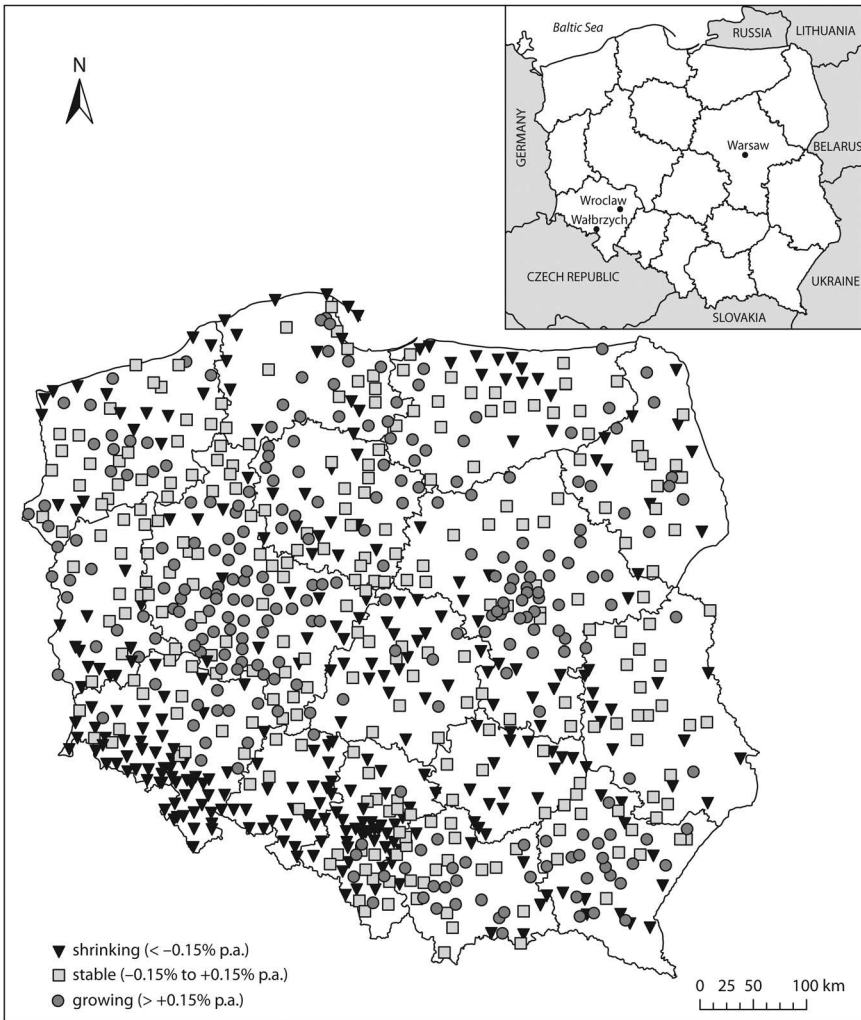 Baltic Sea
RUSSIA
LITHUANIA
GERMANY
Warsaw
BELARUS
Wroclaw
Wałbrzych
CZECH REPUBLIC
UKRAINE
SLOVAKIA
N
shrinking (< –0.15% p.a.)
stable (–0.15% to +0.15% p.a.)
growing (> +0.15% p.a.)
0 25 50 100 km